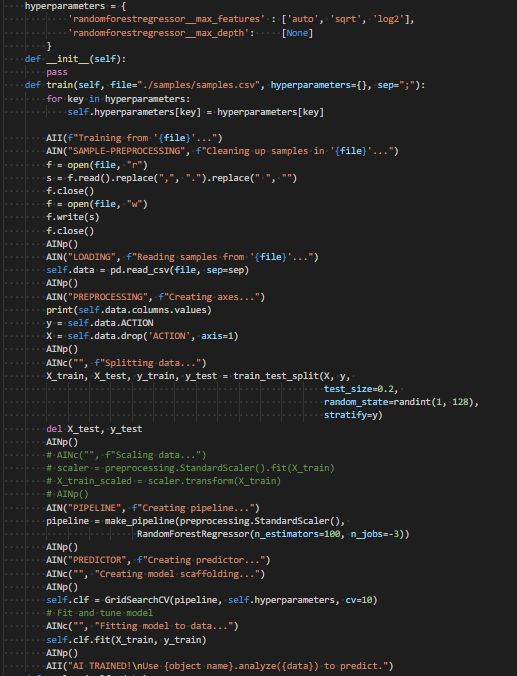 hyperparameters = {
'randomforestregressor__max_features' : ['auto', 'sqrt', 'log2'],
'randomforestregressor__max_depth': [None]
}
def __init__(self):
pass
def train(self, file="./samples/samples.csv", hyperparameters={}, sep=";"):
for key in hyperparameters:
self.hyperparameters[key] = hyperparameters[key]
AII(f"Training from '{file}'...")
AIN("SAMPLE-PREPROCESSING", f"Cleaning up samples in '{file}'...")
f = open(file, "r")
s = f.read().replace(",", ".").replace(" ", "")
f.close()
f = open(file, "w")
f.write(s)
f.close()
AINp()
AIN("LOADING", f"Reading samples from '{file}'...")
self.data = pd.read_csv(file, sep=sep)
AINp()
AIN("PREPROCESSING", f"Creating axes...")
print(self.data.columns.values)
y = self.data.ACTION
X = self.data.drop('ACTION', axis=1)
AINp()
AINc("", f"Splitting data...")
X_train, X_test, y_train, y_test = train_test_split(X, y,
test_size=0.2,
random_state=randint(1, 128),
stratify=y)
del X_test, y_test
AINp()
# AINc("", f"Scaling data...")
# scaler = preprocessing.StandardScaler().fit(X_train)
# X_train_scaled = scaler.transform(X_train)
# AINp()
AIN("PIPELINE", f"Creating pipeline...")
pipeline = make_pipeline(preprocessing.StandardScaler(),
RandomForestRegressor(n_estimators=100, n_jobs=-3))
AINp()
AIN("PREDICTOR", f"Creating predictor...")
AINc("", "Creating model scaffolding...")
AINp()
self.clf = GridSearchCV(pipeline, self.hyperparameters, cv=10)
# Fit and tune model
AINc("", "Fitting model to data...")
self.clf.fit(X_train, y_train)
AINp()
AII("AI TRAINED!\nUse {object name}.analyze({data}) to predict.")